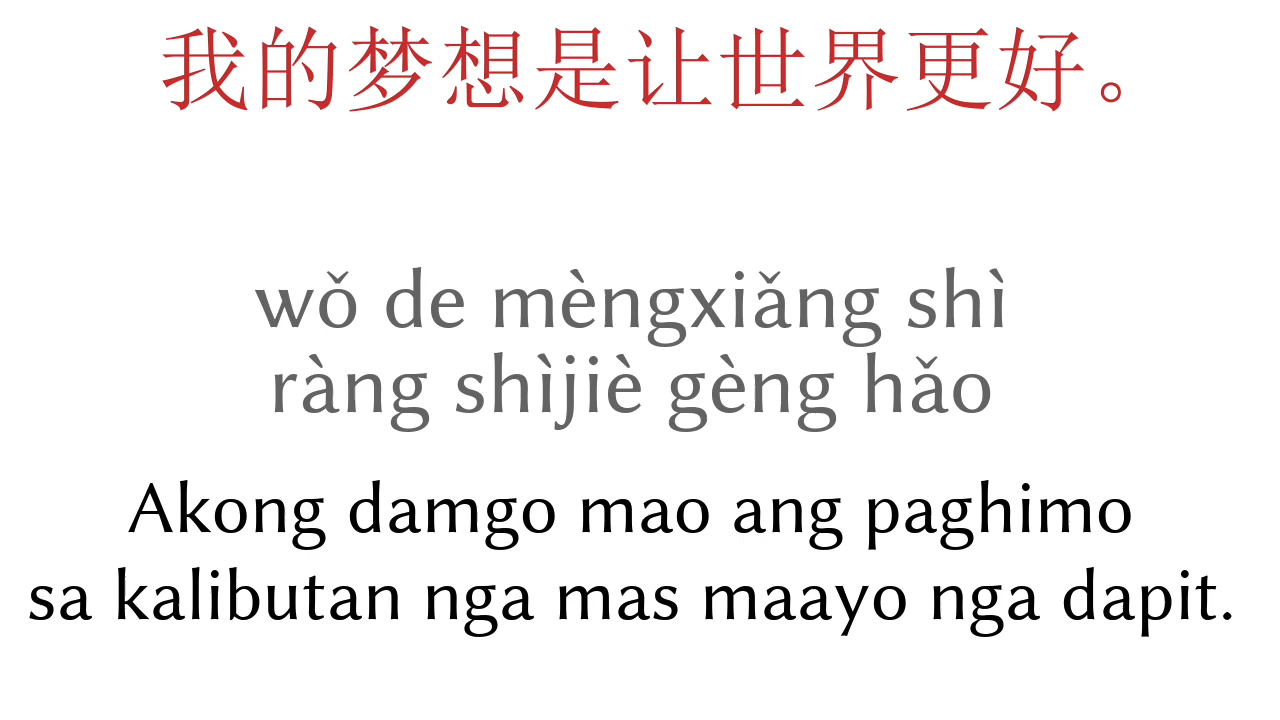 我的梦想是让世界更好。
wǒ de mèngxiǎng shì
ràng shìjiè gèng hǎo
Akong damgo mao ang paghimo
sa kalibutan nga mas maayo nga dapit.